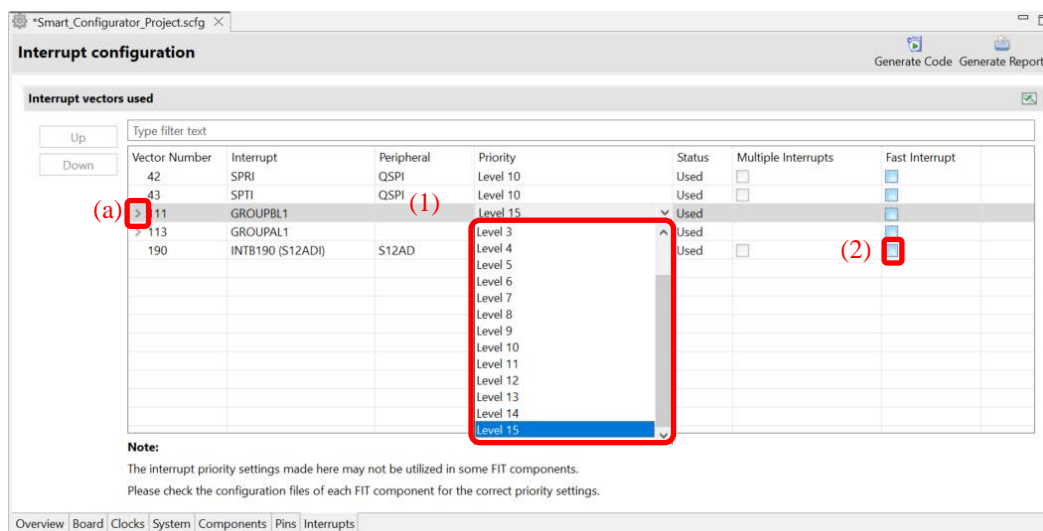 *Smart_Configurator_Project.scfg
Interrupt configuration
Generate Code Generate Report
Interrupt vectors used
Up
Down
Type filter text
Vector Number Interrupt Peripheral Priority Status Multiple Interrupts Fast Interrupt
42 SPRI QSPI Level 10 Used
43 SPTI QSPI Level 10 Used
(a) 111 GROUPBL1 (1) Level 15 Used
113 GROUPAL1 Used
190 INTB190 (S12ADI) S12AD Used (2)
Level 3
Level 4
Level 5
Level 6
Level 7
Level 8
Level 9
Level 10
Level 11
Level 12
Level 13
Level 14
Level 15
Note:
The interrupt priority settings made here may not be utilized in some FIT components.
Please check the configuration files of each FIT component for the correct priority settings.
Overview Board Clocks System Components Pins Interrupts